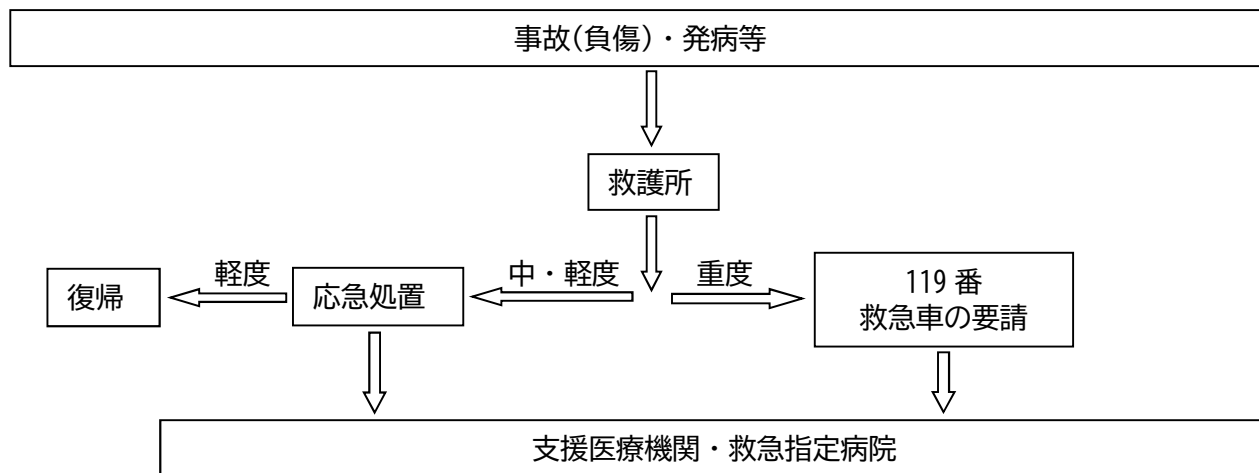 事故(負傷)・発病等
救護所
軽度
中・軽度
重度
復帰
応急処置
119 番
救急車の要請
支援医療機関・救急指定病院